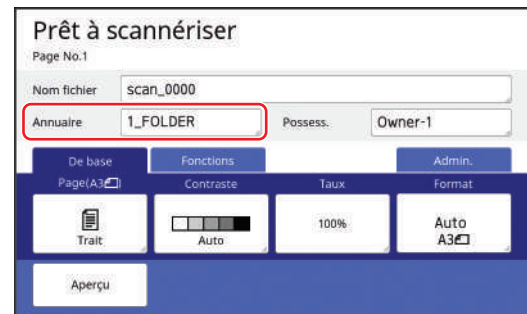 Prêt à scannériser
Page No.1
Nom fichier scan_0000
Annuaire 1_FOLDER Possess. Owner-1
De base Fonctions Admin.
Page(A3) Contraste Taux Format
Trait Auto 100% Auto A3
Aperçu